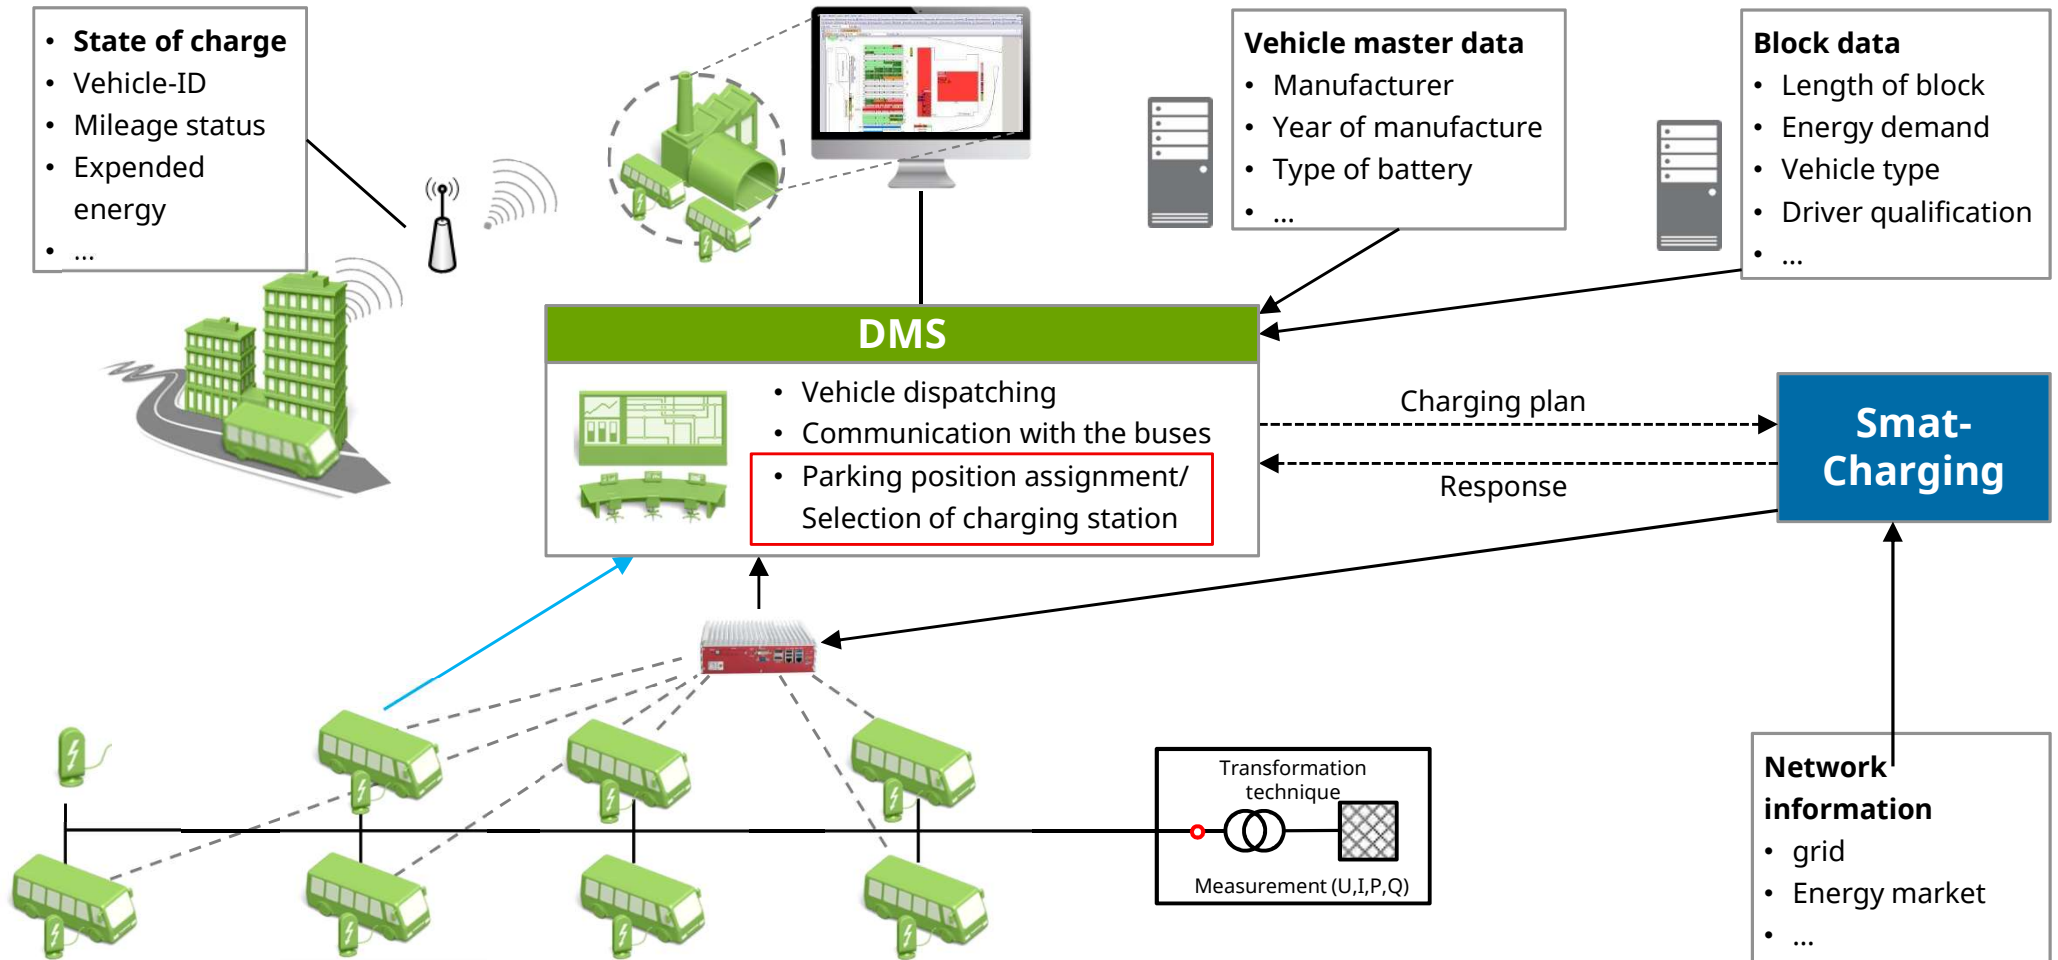 • State of charge
• Vehicle-ID
• Mileage status
• Expended
energy
• ...
Vehicle master data
• Manufacturer
• Year of manufacture
• Type of battery
• ...
Block data
• Length of block
• Energy demand
• Vehicle type
• Driver qualification
• ...
DMS
• Vehicle dispatching
• Communication with the buses
• Parking position assignment/
Selection of charging station
Charging plan
Response
Smat-
Charging
Transformation
technique
Measurement (U,I,P,Q)
Network
information
• grid
• Energy market
• ...